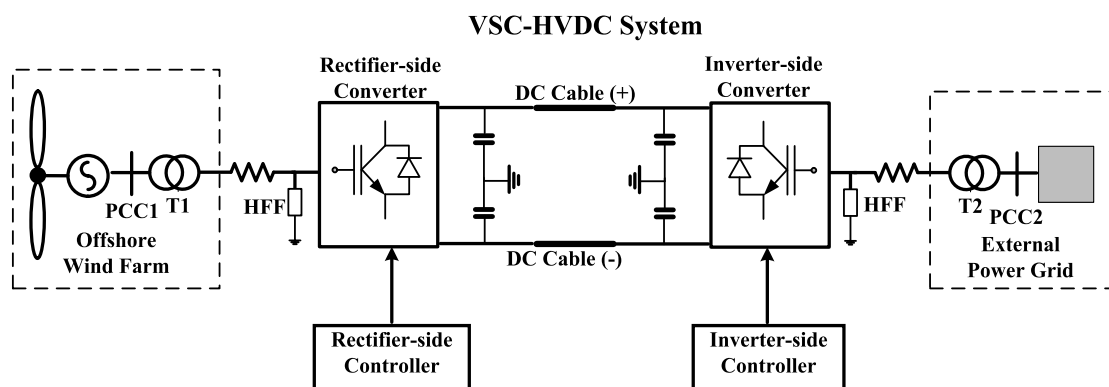 VSC-HVDC System
Rectifier-side
Converter
DC Cable (+)
Inverter-side
Converter
PCC1
T1
HFF
Offshore
Wind Farm
DC Cable (-)
HFF
T2
PCC2
External
Power Grid
Rectifier-side
Controller
Inverter-side
Controller